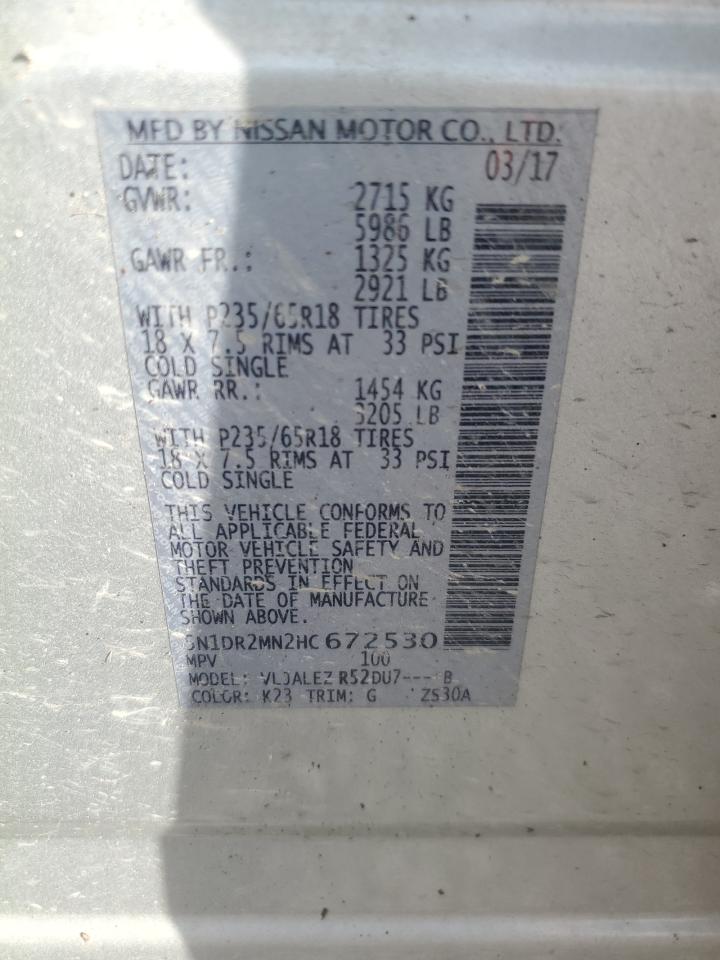 MFD BY NISSAN MOTOR CO., LTD.
DATE: 03/17
GVWR: 2715 KG
5986 LB
GAWR FR.: 1325 KG
2921 LB
WITH P235/65R18 TIRES
18 X 7.5 RIMS AT 33 PSI
COLD SINGLE
GAWR RR.: 1454 KG
3205 LB
WITH P235/65R18 TIRES
18 X 7.5 RIMS AT 33 PSI
COLD SINGLE
THIS VEHICLE CONFORMS TO
ALL APPLICABLE FEDERAL
MOTOR VEHICLE SAFETY AND
THEFT PREVENTION
STANDARDS IN EFFECT ON
THE DATE OF MANUFACTURE
SHOWN ABOVE.
5N1DR2MN2HC672530
MPV 100
MODEL: R52DU7--- B
COLOR: K23 TRIM: G